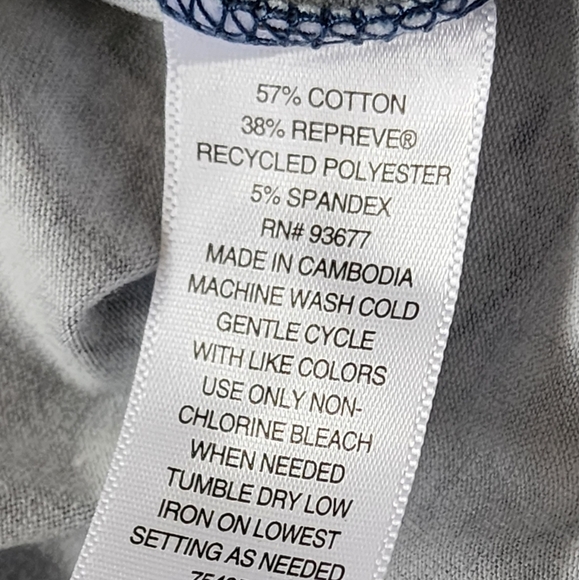 57% COTTON
38% REPREVE®
RECYCLED POLYESTER
5% SPANDEX
RN# 93677
MADE IN CAMBODIA
MACHINE WASH COLD
GENTLE CYCLE
WITH LIKE COLORS
USE ONLY NON-
CHLORINE BLEACH
WHEN NEEDED
TUMBLE DRY LOW
IRON ON LOWEST
SETTING AS NEEDED